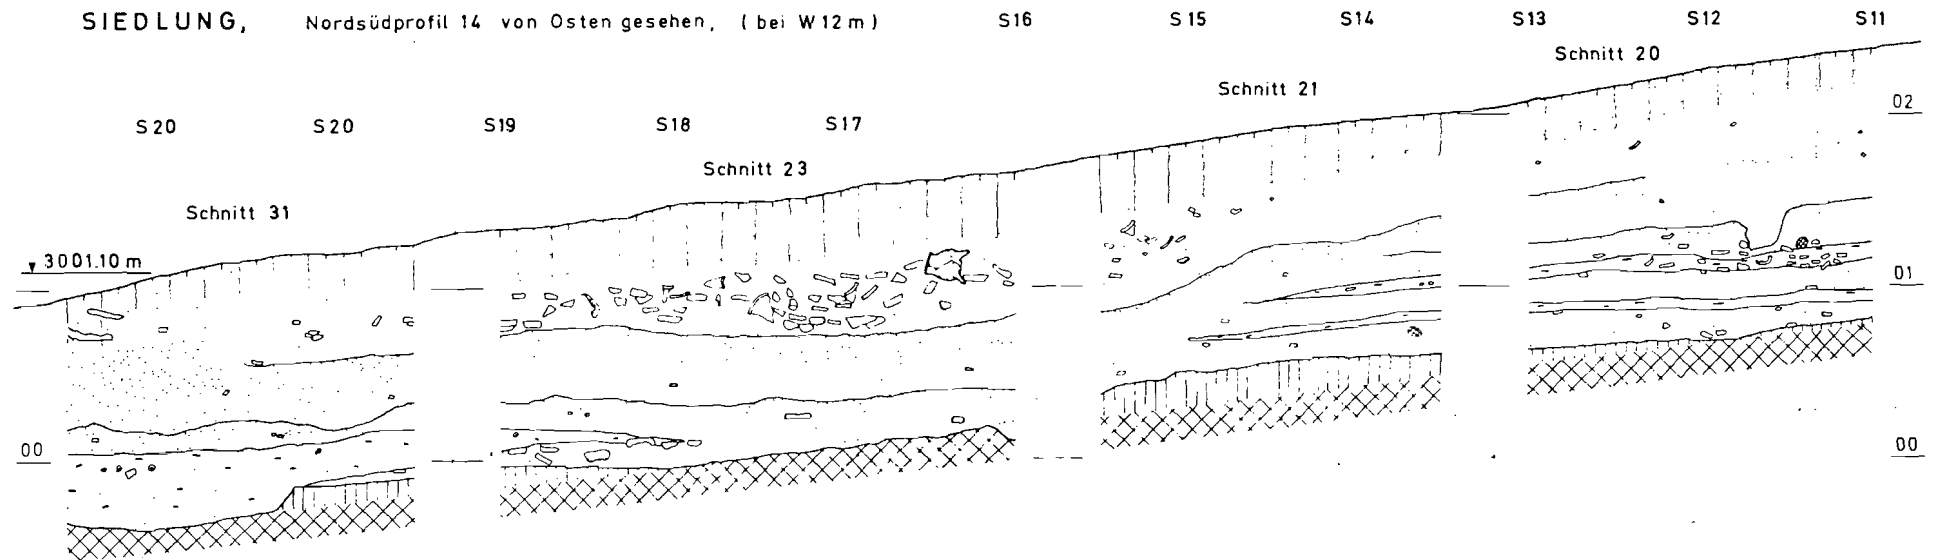 SIEDLUNG, Nordsüdprofil 14 von Osten gesehen, (bei W12m) S16 S15 S14 S13 S12 S11
Schnitt 20
Schnitt 21
02
S20 S20 S19 S18 S17
Schnitt 23
Schnitt 31
3001.10 m
01
00 00